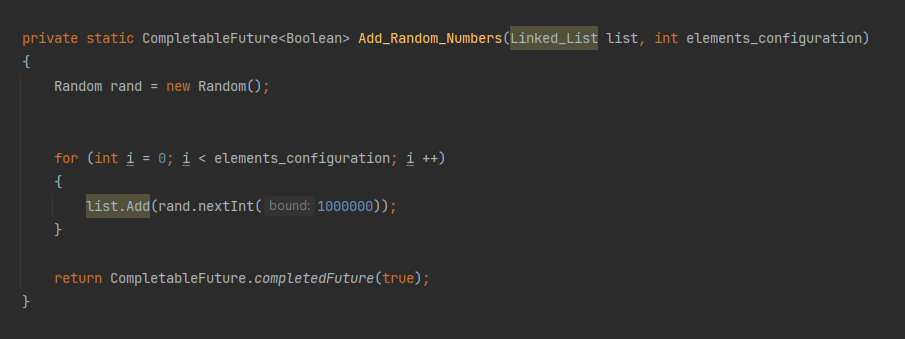 private static CompletableFuture<Boolean> Add_Random_Numbers(Linked_List list, int elements_configuration)
{
Random rand = new Random();
for (int i = 0; i < elements_configuration; i ++)
{
list.Add(rand.nextInt( bound: 1000000));
}
return CompletableFuture.completedFuture(true);
}